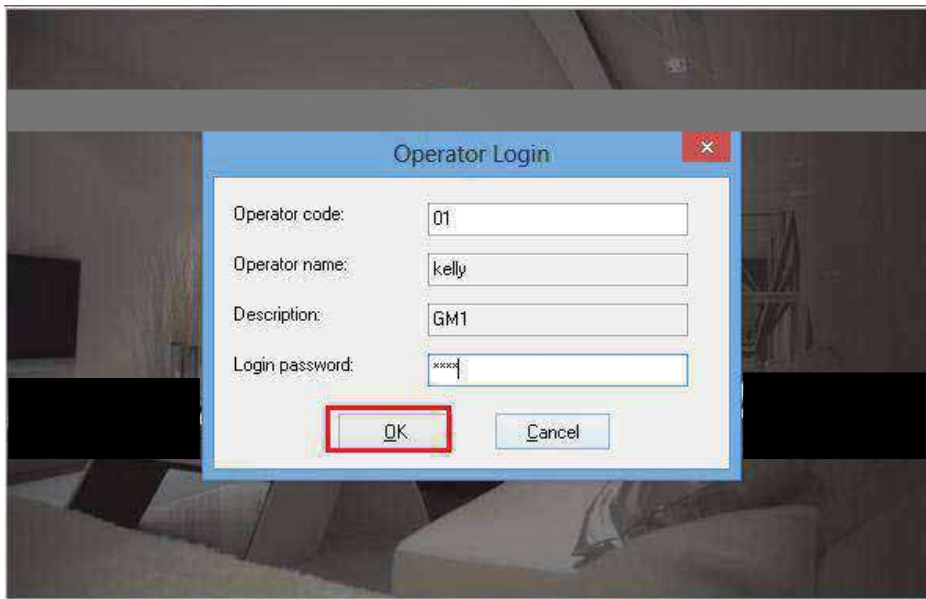 Operator Login
Operator code: 01
Operator name: kelly
Description: GM1
Login password: ****
OK Cancel